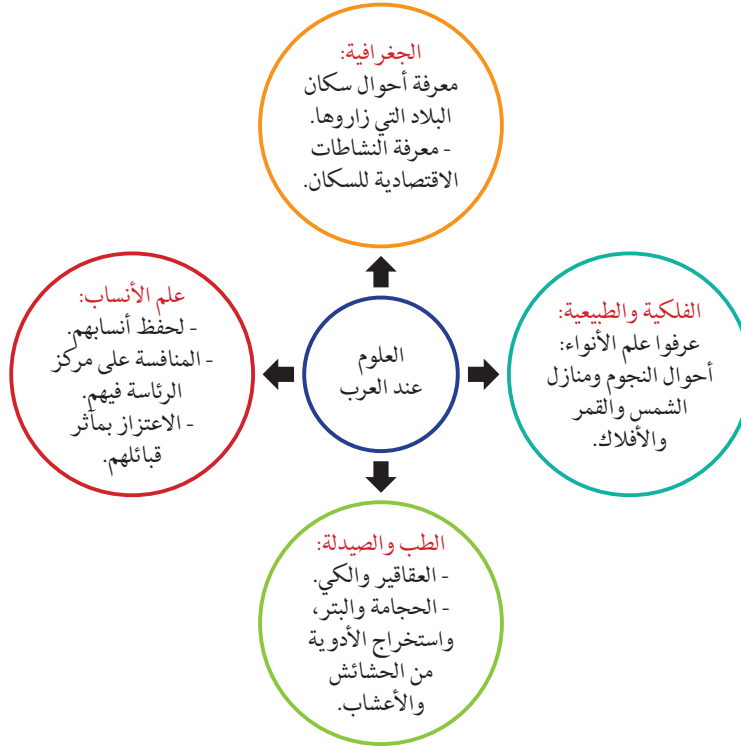 الجغرافية:
معرفة أحوال سكان
البلاد التي زاروها.
- معرفة النشاطات
الاقتصادية للسكان.
الفلكية والطبيعية:
عرفوا علم الأنواء:
أحوال النجوم ومنازل
الشمس والقمر
والأفلاك.
العلوم
عند العرب
علم الأنساب:
- لحفظ أنسابهم.
- المنافسة على مركز
الرئاسة فيهم.
- الاعتزاز بمآثر
قبائلهم.
الطب والصيدلة:
- العقاقير والكي.
- الحجامة والبتر،
واستخراج الأدوية
من الحشائش
والأعشاب.